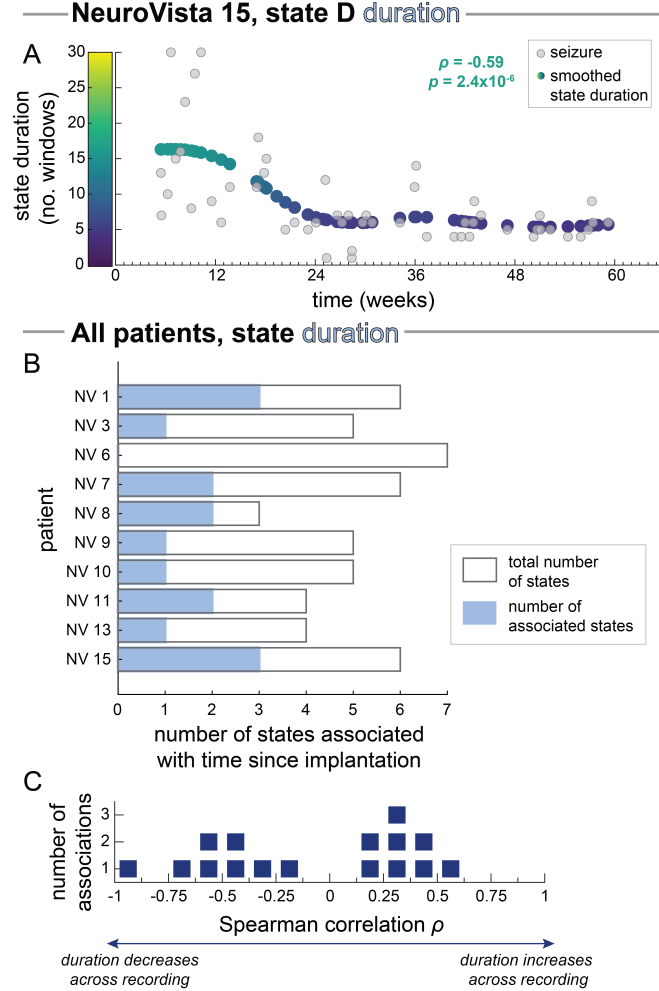 NeuroVista 15, state D duration
A
ρ = -0.59
p = 2.4x10-6
seizure
smoothed
state duration
state duration
(no. windows)
30
25
20
15
10
5
0
0 12 24 36 48 60
time (weeks)
All patients, state duration
B
patient
NV 1
NV 3
NV 6
NV 7
NV 8
NV 9
NV 10
NV 11
NV 13
NV 15
total number
of states
number of
associated states
0 1 2 3 4 5 6 7
number of states associated
with time since implantation
C
number of
associations
3
2
1
-1 -0.75 -0.5 -0.25 0 0.25 0.5 0.75 1
Spearman correlation ρ
duration decreases
across recording
duration increases
across recording